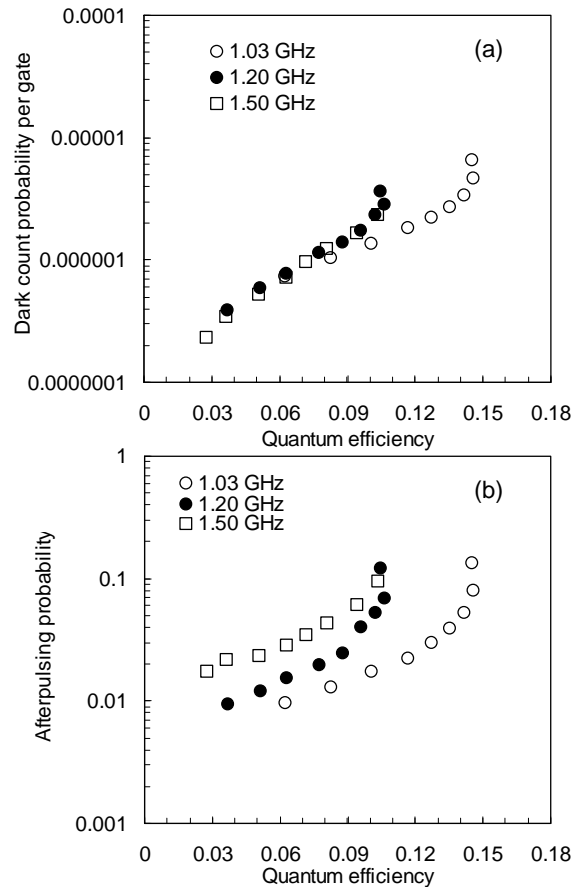 0.0001
0.00001
0.000001
0.0000001
Dark count probability per gate
(a)
1.03 GHz
1.20 GHz
1.50 GHz
0 0.03 0.06 0.09 0.12 0.15 0.18
Quantum efficiency
1
0.1
0.01
0.001
Afterpulsing probability
(b)
1.03 GHz
1.20 GHz
1.50 GHz
0 0.03 0.06 0.09 0.12 0.15 0.18
Quantum efficiency